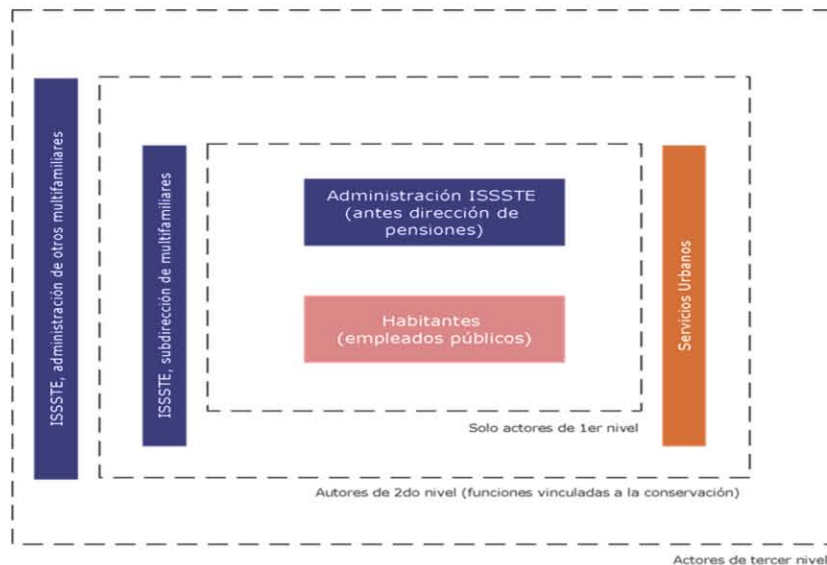 ISSSTE, administración de otros multifamiliares
ISSSTE, subdirección de multifamiliares
Administración ISSSTE
(antes dirección de
pensiones)
Habitantes
(empleados públicos)
Servicios Urbanos
Solo actores de 1er nivel
Autores de 2do nivel (funciones vinculadas a la conservación)
Actores de tercer nivel